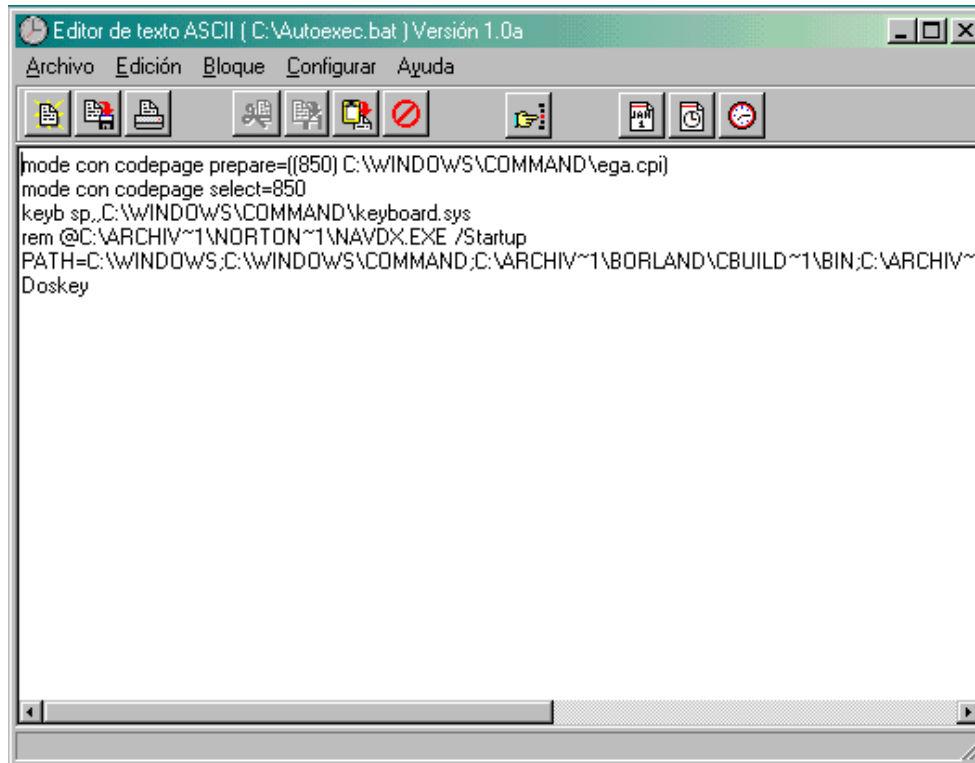 Editor de texto ASCII ( C:\Autoexec.bat ) Versión 1.0a
Archivo Edición Bloque Configurar Ayuda
JAN 1
mode con codepage prepare=((850) C:\WINDOWS\COMMAND\ega.cpi)
mode con codepage select=850
keyb sp,,C:\WINDOWS\COMMAND\keyboard.sys
rem @C:\ARCHIV~1\NORTON~1\NAVDX.EXE /Startup
PATH=C:\WINDOWS;C:\WINDOWS\COMMAND;C:\ARCHIV~1\BORLAND\CBUILD~1\BIN;C:\ARCHIV~
Doskey